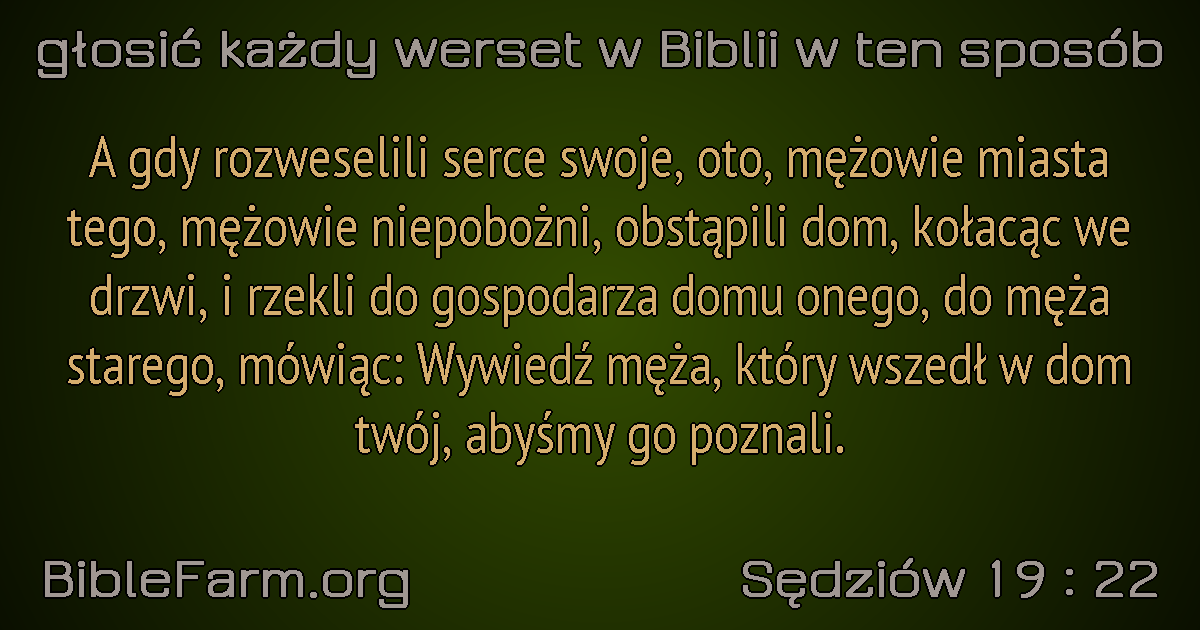 głosić każdy werset w Biblii w ten sposób
A gdy rozweselili serce swoje, oto, mężowie miasta
tego, mężowie niepobożni, obstąpili dom, kołacąc we
drzwi, i rzekli do gospodarza domu onego, do męża
starego, mówiąc: Wywiedź męża, który wszedł w dom
twój, abyśmy go poznali.
BibleFarm.org
Sędziów 19 : 22